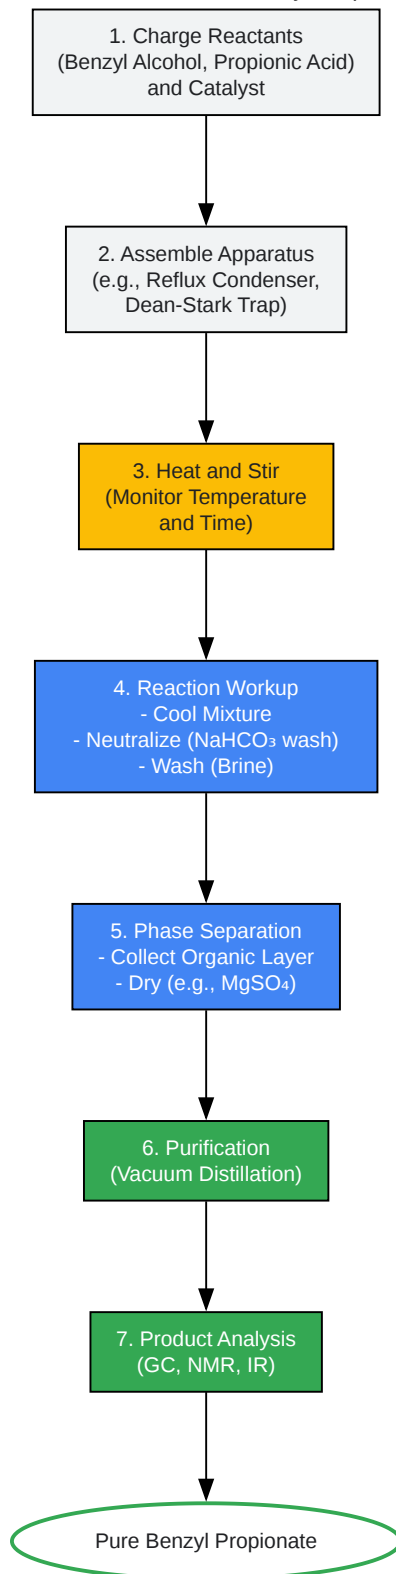 1. Charge Reactants
(Benzyl Alcohol, Propionic Acid)
and Catalyst
2. Assemble Apparatus
(e.g., Reflux Condenser,
Dean-Stark Trap)
3. Heat and Stir
(Monitor Temperature
and Time)
4. Reaction Workup
- Cool Mixture
- Neutralize (NaHCO₃ wash)
- Wash (Brine)
5. Phase Separation
- Collect Organic Layer
- Dry (e.g., MgSO₄)
6. Purification
(Vacuum Distillation)
7. Product Analysis
(GC, NMR, IR)
Pure Benzyl Propionate